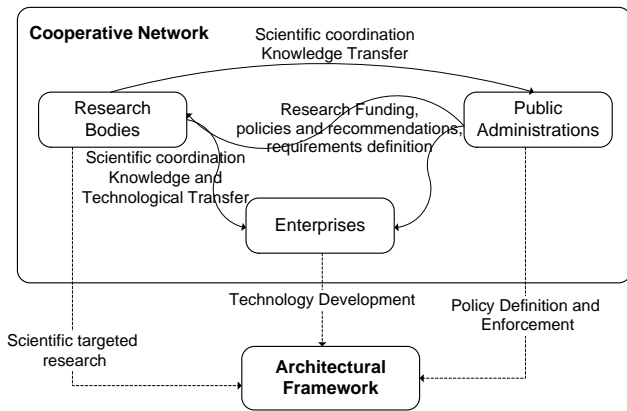 Cooperative Network
Scientific coordination
Knowledge Transfer
Research
Bodies
Research Funding,
policies and recommendations,
requirements definition
Public
Administrations
Scientific coordination
Knowledge and
Technological Transfer
Enterprises
Technology Development
Policy Definition and
Enforcement
Scientific targeted
research
Architectural
Framework